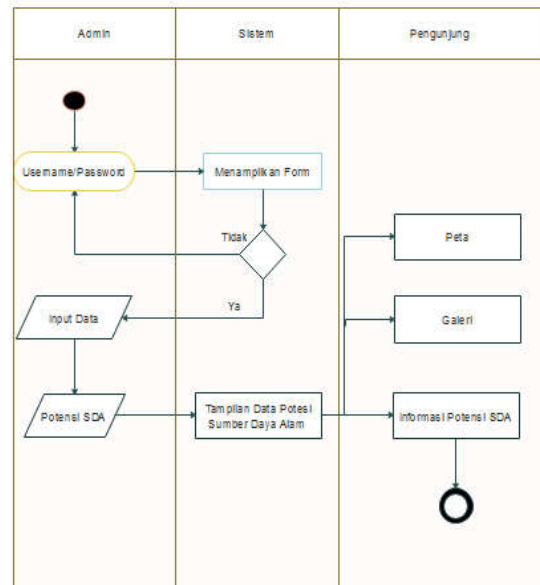 Admin
Sistem
Pengunjung
Username/Password
Menampilkan Form
Tidak
Peta
Ya
Input Data
Galeri
Potensi SDA
Tampilan Data Potesi
Sumber Daya Alam
Informasi Potensi SDA